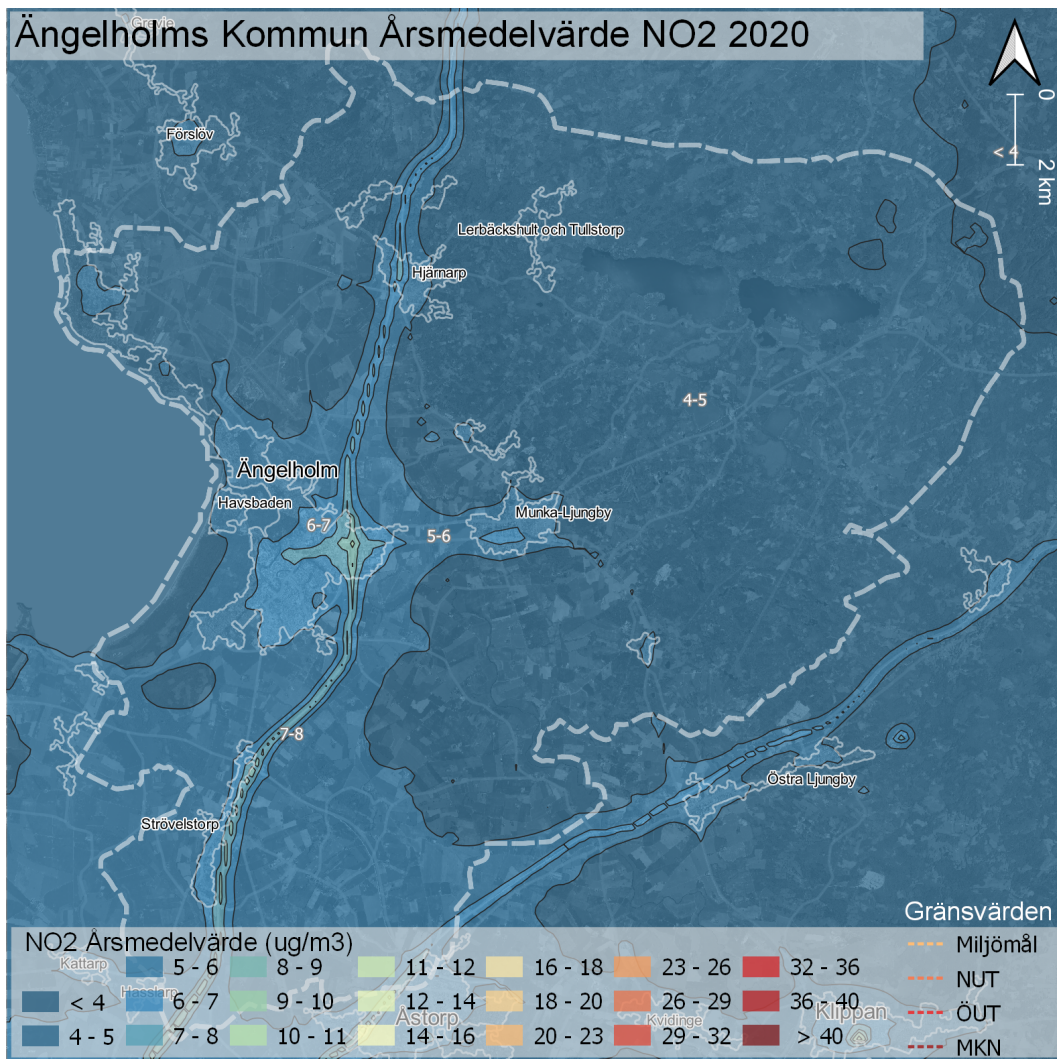 Ängelholms Kommun Årsmedelvärde NO2 2020
Grevie
0
Förslöv
< 4
2 km
Lerbäckshult och Tullstorp
Hjärnarp
4-5
Ängelholm
Havsbaden
6-7
Munka-Ljungby
5-6
7-8
Östra Ljungby
Strövelstorp
Gränsvärden
NO2 Årsmedelvärde (ug/m3)
Kattarp
5 - 6
8 - 9
11 - 12
16 - 18
23 - 26
32 - 36
Miljömål
Hasslarp
< 4
6 - 7
9 - 10
12 - 14
18 - 20
26 - 29
36 - 40
NUT
Åstorp
Kvidinge
Klippan
4 - 5
7 - 8
10 - 11
14 - 16
20 - 23
29 - 32
> 40
ÖUT
MKN